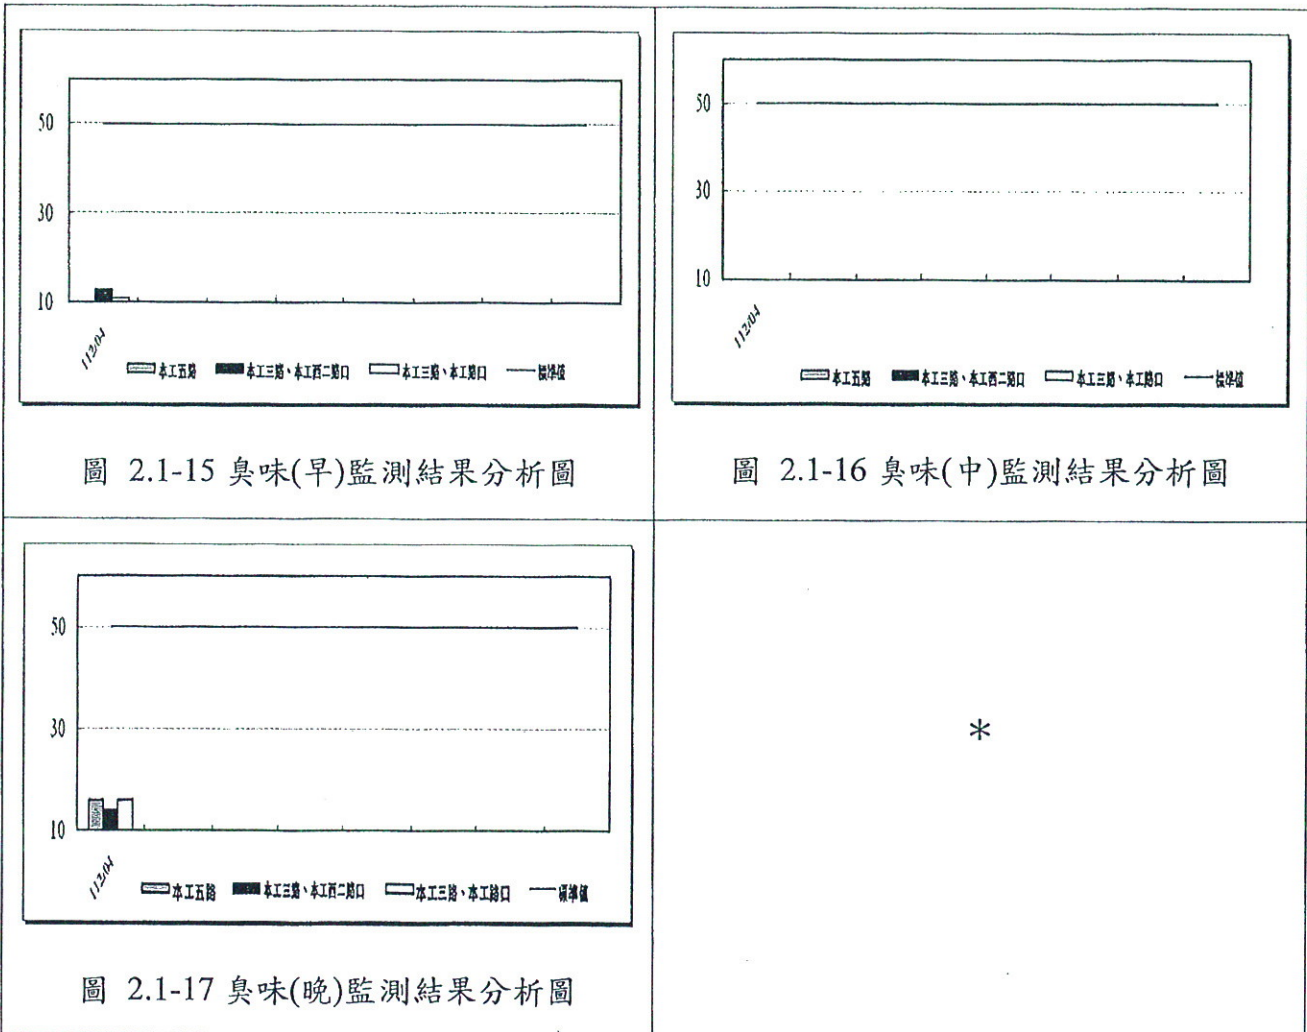 50
30
10
112/04
本工五路 本工三路、本工西二路口 本工三路、本工路口 標準值
圖 2.1-15 臭味(早)監測結果分析圖
50
30
10
112/04
本工五路 本工三路、本工西二路口 本工三路、本工路口 標準值
圖 2.1-16 臭味(中)監測結果分析圖
50
30
10
112/04
本工五路 本工三路、本工西二路口 本工三路、本工路口 標準值
圖 2.1-17 臭味(晚)監測結果分析圖
*